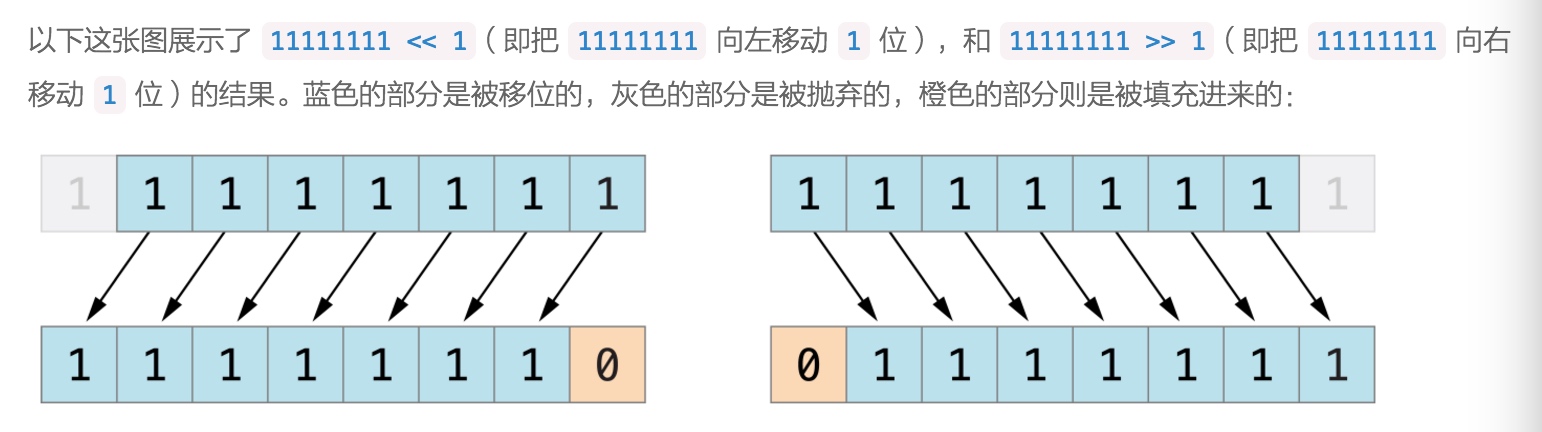 以下这张图展示了 11111111 << 1（即把 11111111 向左移动 1 位），和 11111111 >> 1（即把 11111111 向右
移动 1 位）的结果。蓝色的部分是被移位的，灰色的部分是被抛弃的，橙色的部分则是被填充进来的：
1 1 1 1 1 1 1 1 1 1 1 1 1 1 1 1
1 1 1 1 1 1 1 0 0 1 1 1 1 1 1 1